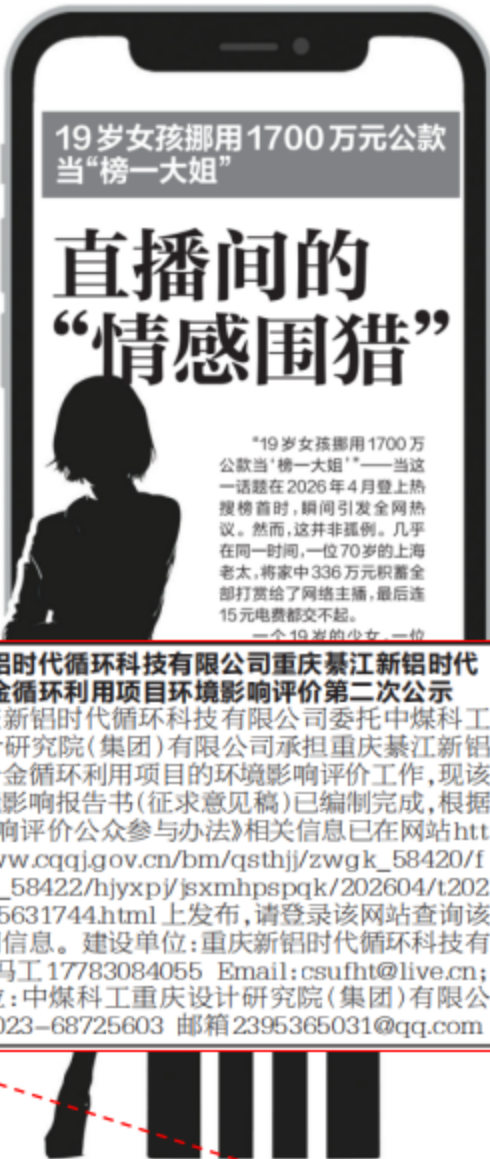 19岁女孩挪用1700万元公款
当“榜一大姐”
直播间的
“情感围猎”
“19岁女孩挪用1700万
公款当‘榜一大姐’”——当这
一话题在2026年4月登上热
搜榜首时，瞬间引发全网热
议。然而，这并非孤例。几乎
在同一时间，一位70岁的上海
老太，将家中336万元积蓄全
部打赏给了网络主播，最后连
15元电费都交不起。
一个19岁的少女，一位
铝时代循环科技有限公司重庆綦江新铝时代
金循环利用项目环境影响评价第二次公示
新铝时代循环科技有限公司委托中煤科工
计研究院(集团)有限公司承担重庆綦江新铝
金循环利用项目的环境影响评价工作,现该
影响报告书(征求意见稿)已编制完成,根据
响评价公众参与办法》相关信息已在网站htt
ww.cqqj.gov.cn/bm/qsthjj/zwgk_58420/f
_58422/hjyxpj/jsxmhpspqk/202604/t202
5631744.html上发布,请登录该网站查询该
信息。建设单位:重庆新铝时代循环科技有
马工17783084055 Email:csufht@live.cn;
位:中煤科工重庆设计研究院(集团)有限公
023-68725603 邮箱2395365031@qq.com